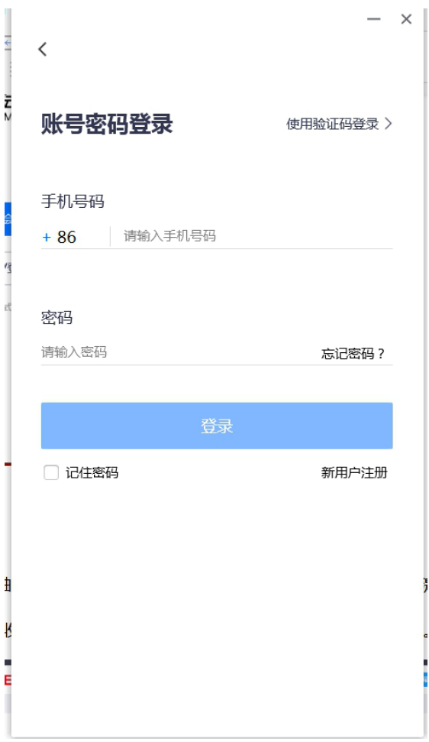 账号密码登录
使用验证码登录
手机号码
+ 86 请输入手机号码
密码
请输入密码 忘记密码？
登录
记住密码 新用户注册